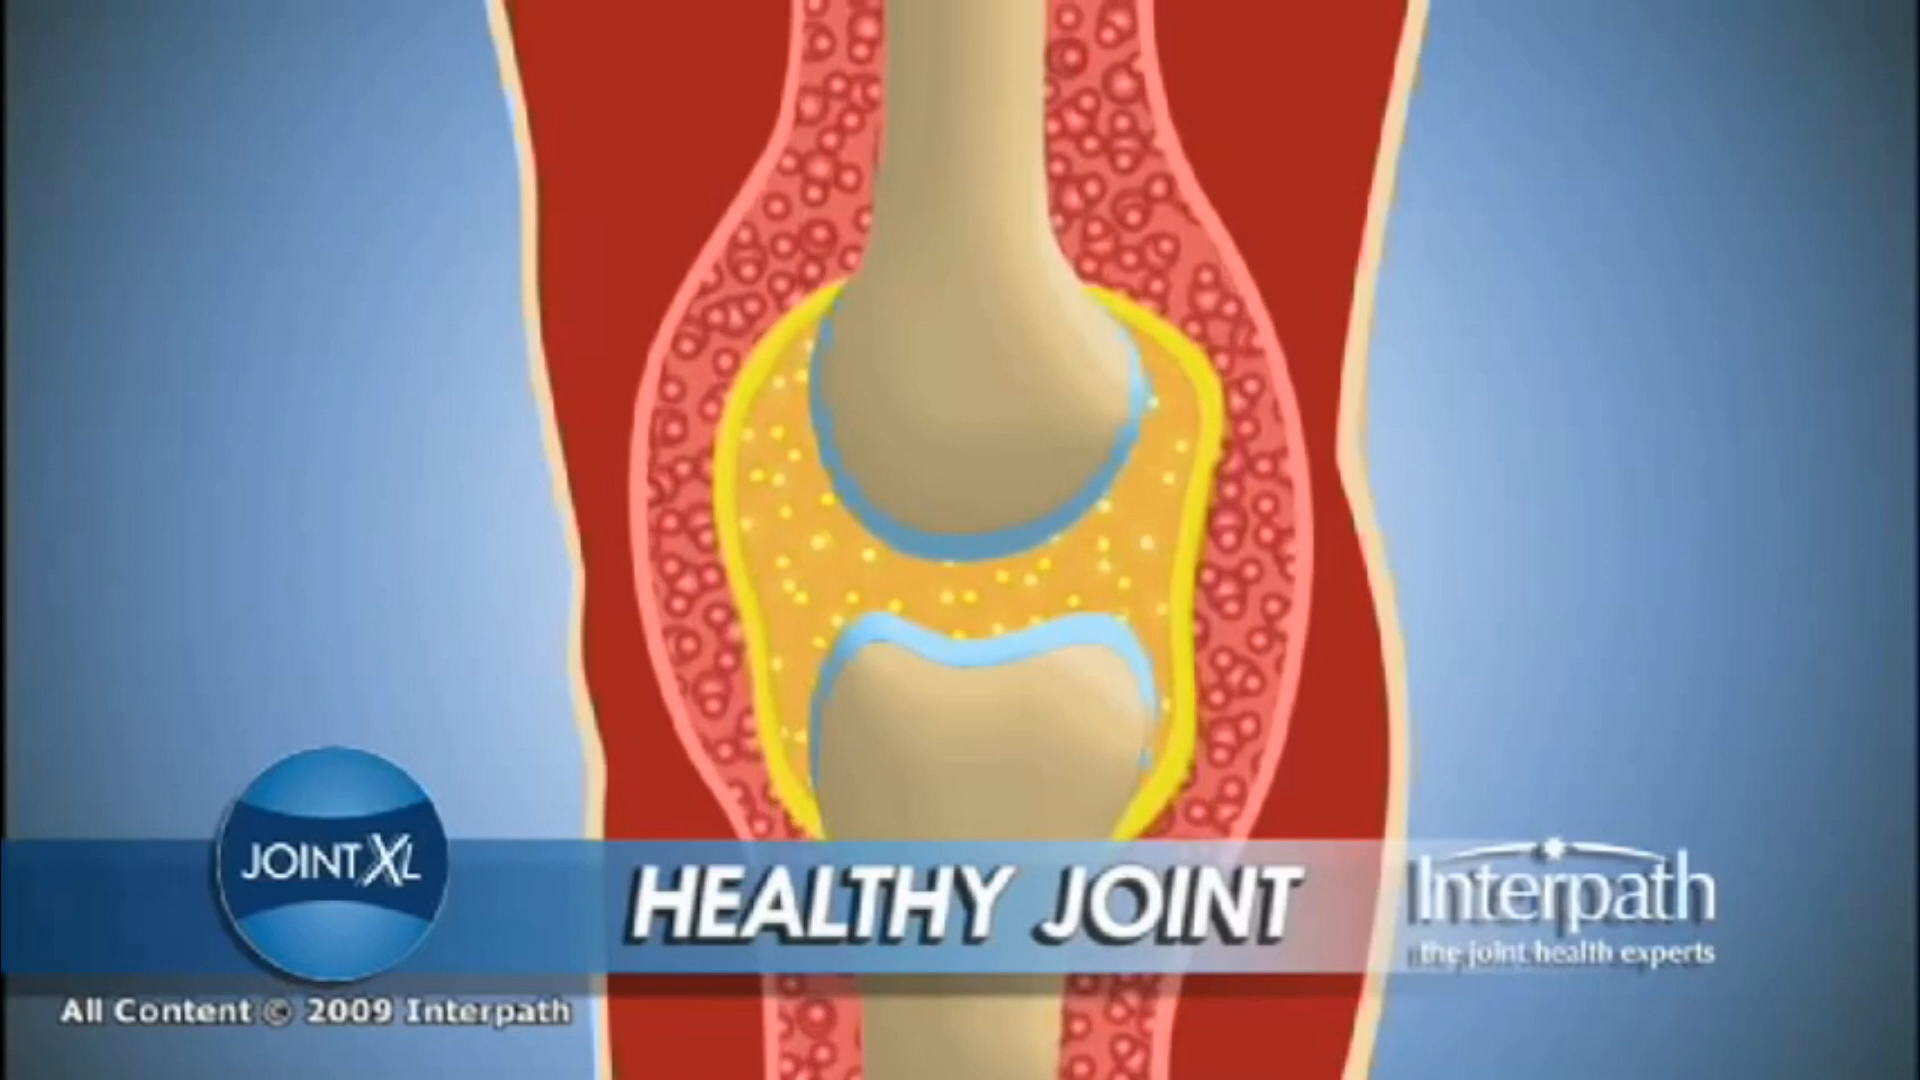 JOINT XL
HEALTHY JOINT
Interpath
the joint health experts
All Content © 2009 Interpath